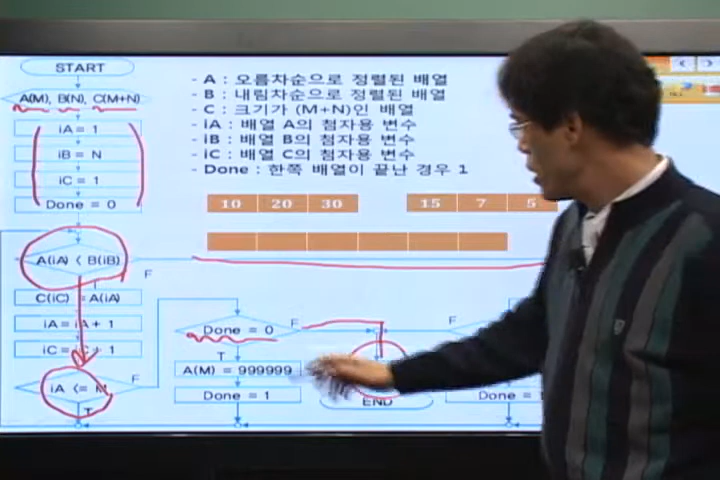 START
A(M), B(N), C(M+N)
iA = 1
iB = N
iC = 1
Done = 0
A(iA) < B(iB)
F
C(iC) = A(iA)
iA = iA + 1
iC = iC + 1
iA <= M
F
T
- A : 오름차순으로 정렬된 배열
- B : 내림차순으로 정렬된 배열
- C : 크기가 (M+N)인 배열
- iA : 배열 A의 첨자용 변수
- iB : 배열 B의 첨자용 변수
- iC : 배열 C의 첨자용 변수
- Done : 한쪽 배열이 끝난 경우 1
10 20 30
15 7 5
Done = 0
F
T
A(M) = 999999
Done = 1
END
F
Done = 1